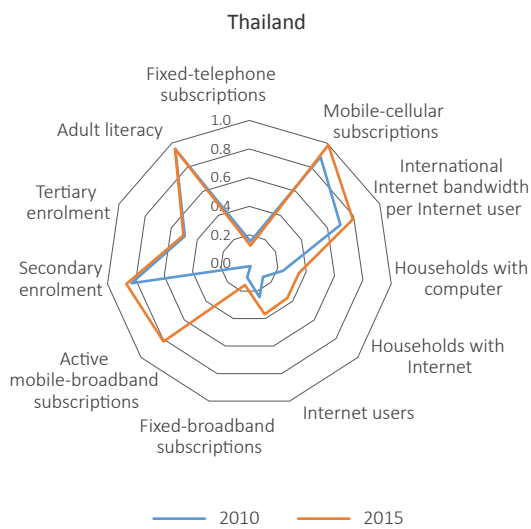 Thailand
Fixed-telephone
subscriptions
Mobile-cellular
subscriptions
International
Internet bandwidth
per Internet user
Households with
computer
Households with
Internet
Internet users
Fixed-broadband
subscriptions
Active
mobile-broadband
subscriptions
Secondary
enrolment
Tertiary
enrolment
Adult literacy
1.0
0.8
0.6
0.4
0.2
0.0
2010
2015